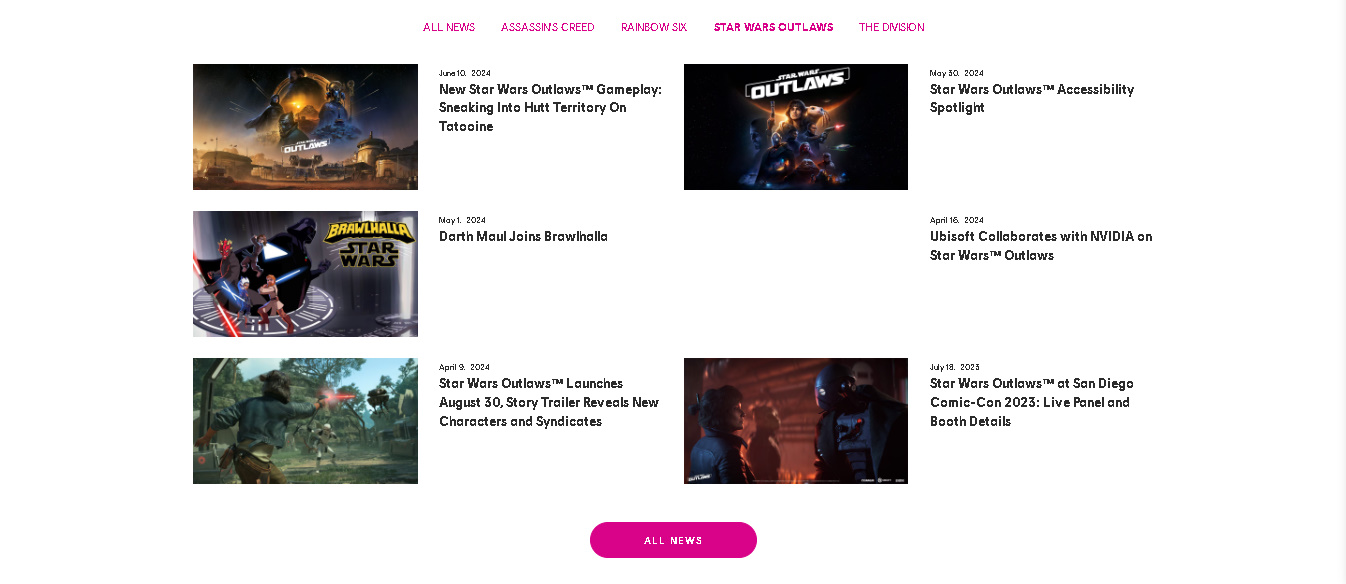 ALL NEWS ASSASSIN'S CREED RAINBOW SIX STAR WARS OUTLAWS THE DIVISION
June 10, 2024
New Star Wars Outlaws™ Gameplay:
Sneaking Into Hutt Territory On
Tatooine
STAR WARS
OUTLAWS
May 30, 2024
Star Wars Outlaws™ Accessibility
Spotlight
STAR WARS
OUTLAWS
BRAWLHALLA
STAR
WARS
May 1, 2024
Darth Maul Joins Brawlhalla
April 16, 2024
Ubisoft Collaborates with NVIDIA on
Star Wars™ Outlaws
April 9, 2024
Star Wars Outlaws™ Launches
August 30, Story Trailer Reveals New
Characters and Syndicates
OUTLAWS
July 18, 2023
Star Wars Outlaws™ at San Diego
Comic-Con 2023: Live Panel and
Booth Details
ALL NEWS